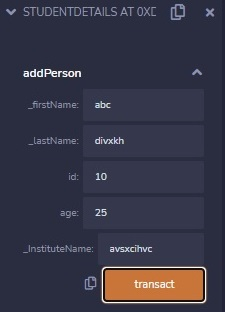 STUDENTDETAILS AT 0XD
addPerson
_firstName: abc
_lastName: divxkh
id: 10
age: 25
_InstituteName: avsxcihvc
transact